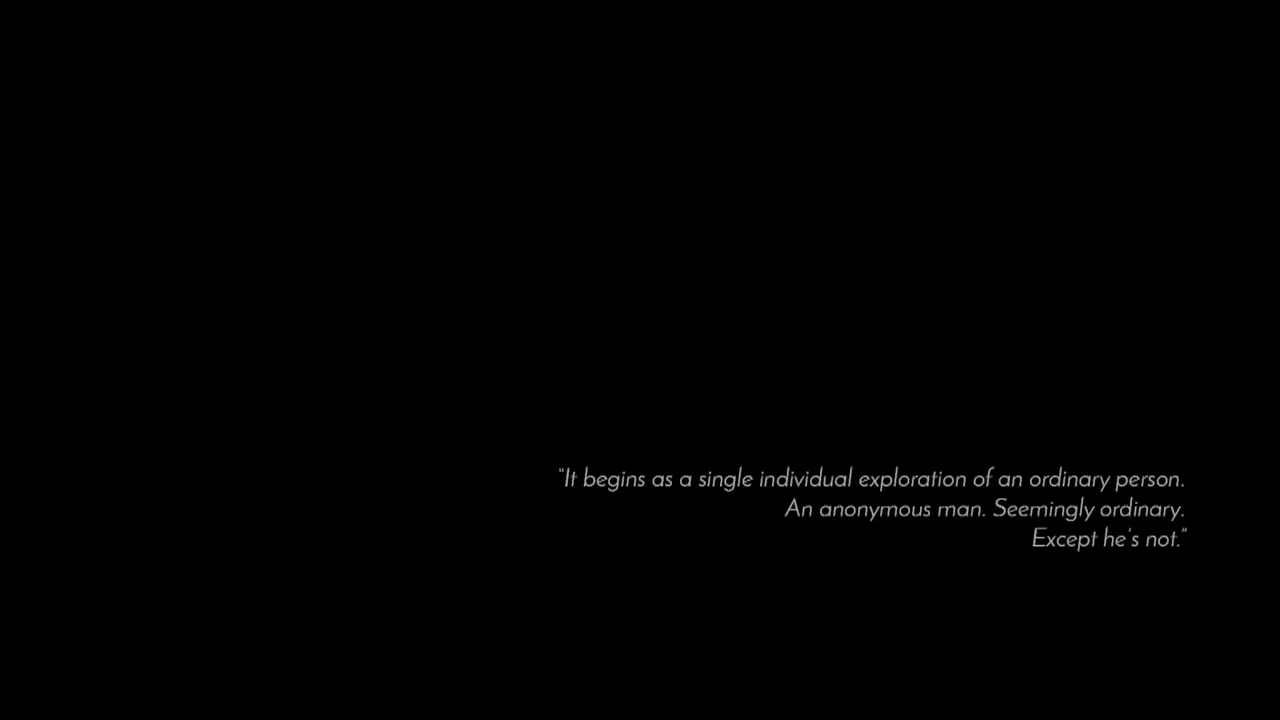 “It begins as a single individual exploration of an ordinary person.
An anonymous man. Seemingly ordinary.
Except he's not.”